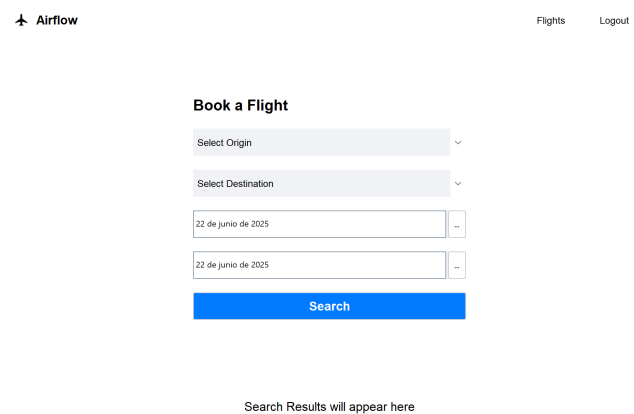 Airflow
Flights
Logout
Book a Flight
Select Origin
Select Destination
22 de junio de 2025
...
22 de junio de 2025
...
Search
Search Results will appear here